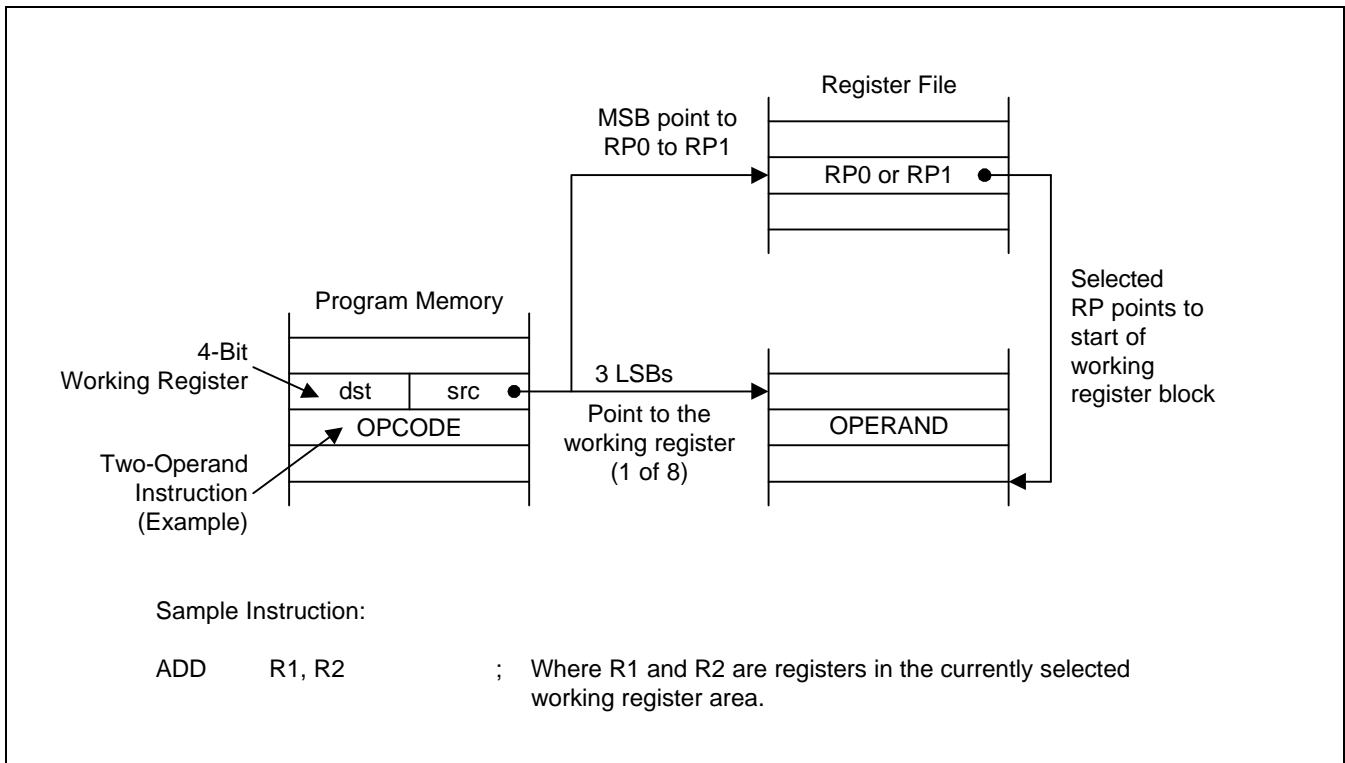 Register File
MSB point to
RP0 to RP1
RP0 or RP1
Selected
RP points to
start of
working
register block
Program Memory
4-Bit
Working Register
dst src
3 LSBs
OPCODE
Point to the
working register
(1 of 8)
OPERAND
Two-Operand
Instruction
(Example)
Sample Instruction:
ADD R1, R2 ; Where R1 and R2 are registers in the currently selected
working register area.